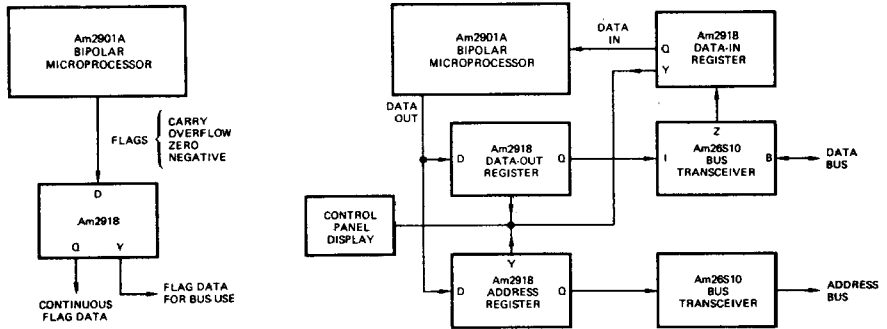 Am2901A
BIPOLAR
MICROPROCESSOR
FLAGS
CARRY
OVERFLOW
ZERO
NEGATIVE
D
Am2918
Q Y
CONTINUOUS
FLAG DATA
FLAG DATA
FOR BUS USE
Am2901A
BIPOLAR
MICROPROCESSOR
DATA
IN
Am2918
DATA-IN
REGISTER
Q
Y
DATA
OUT
Am2918
DATA-OUT
REGISTER
D
Q
Z
Am26S10
BUS
TRANSCEIVER
I
B
DATA
BUS
CONTROL
PANEL
DISPLAY
Y
Am2918
ADDRESS
REGISTER
D
Q
Am26S10
BUS
TRANSCEIVER
ADDRESS
BUS